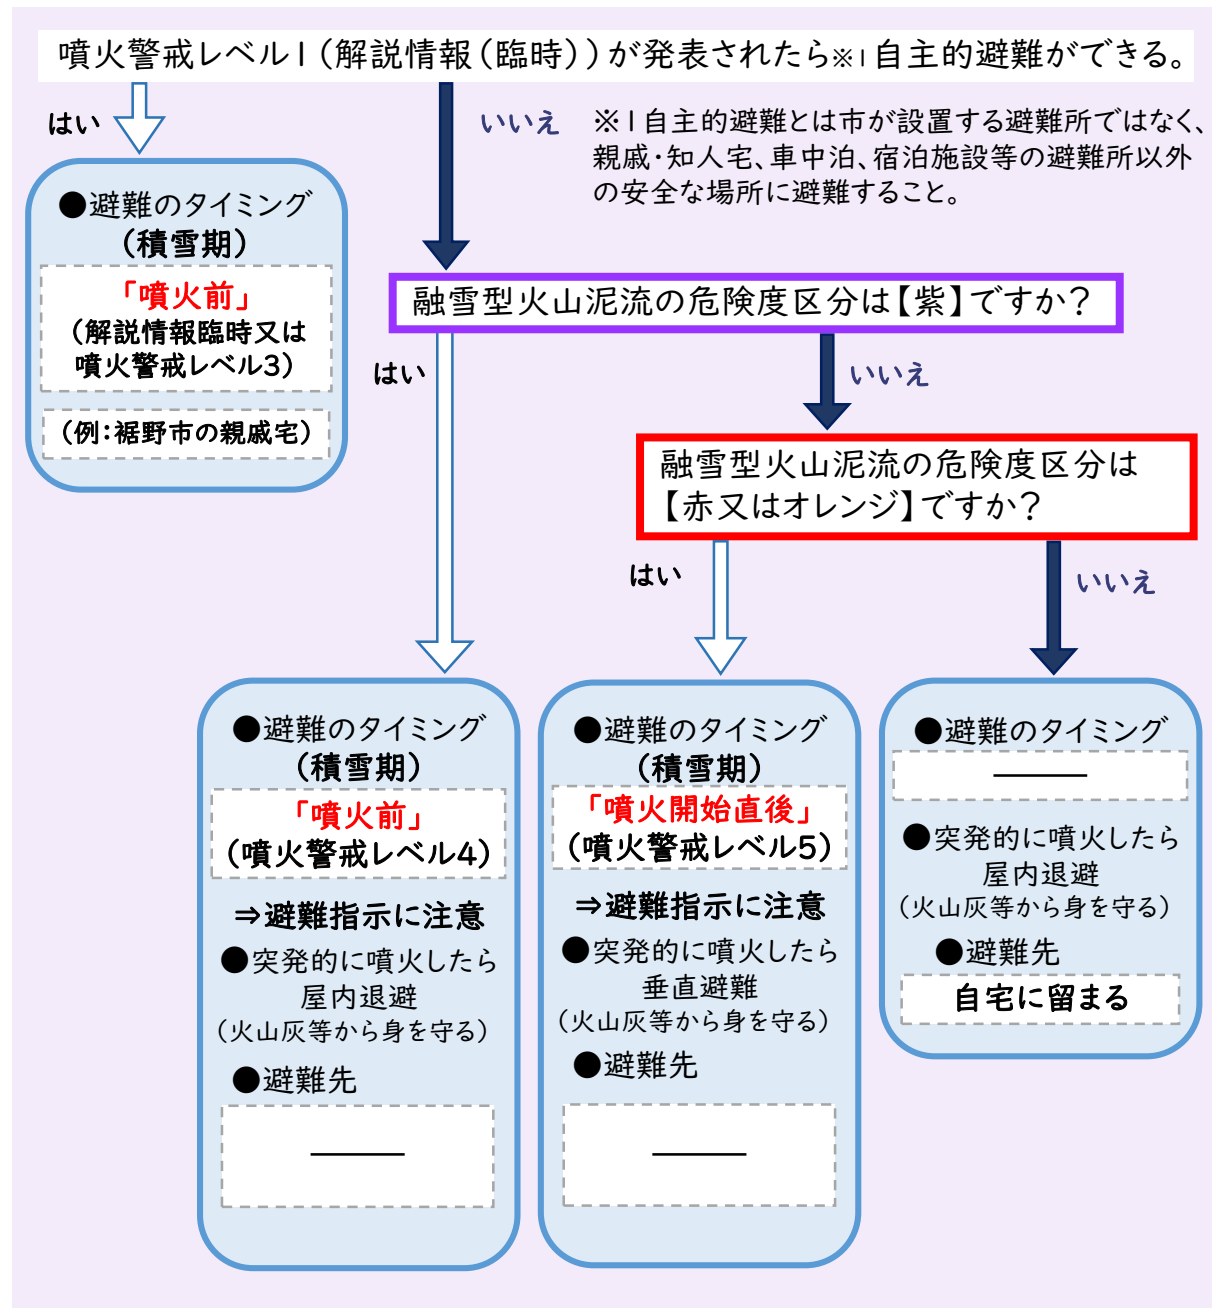 噴火警戒レベル1(解説情報(臨時))が発表されたら※1自主的避難ができる。
はい
いいえ
※1自主的避難とは市が設置する避難所ではなく、
親戚・知人宅、車中泊、宿泊施設等の避難所以外
の安全な場所に避難すること。
●避難のタイミング
(積雪期)
「噴火前」
(解説情報臨時又は
噴火警戒レベル3)
(例:裾野市の親戚宅)
融雪型火山泥流の危険度区分は【紫】ですか?
はい
いいえ
融雪型火山泥流の危険度区分は
【赤又はオレンジ】ですか?
はい
いいえ
●避難のタイミング
(積雪期)
「噴火前」
(噴火警戒レベル4)
⇒避難指示に注意
●突発的に噴火したら
屋内退避
(火山灰等から身を守る)
●避難先
●避難のタイミング
(積雪期)
「噴火開始直後」
(噴火警戒レベル5)
⇒避難指示に注意
●突発的に噴火したら
垂直避難
(火山灰等から身を守る)
●避難先
●避難のタイミング
●突発的に噴火したら
屋内退避
(火山灰等から身を守る)
●避難先
自宅に留まる